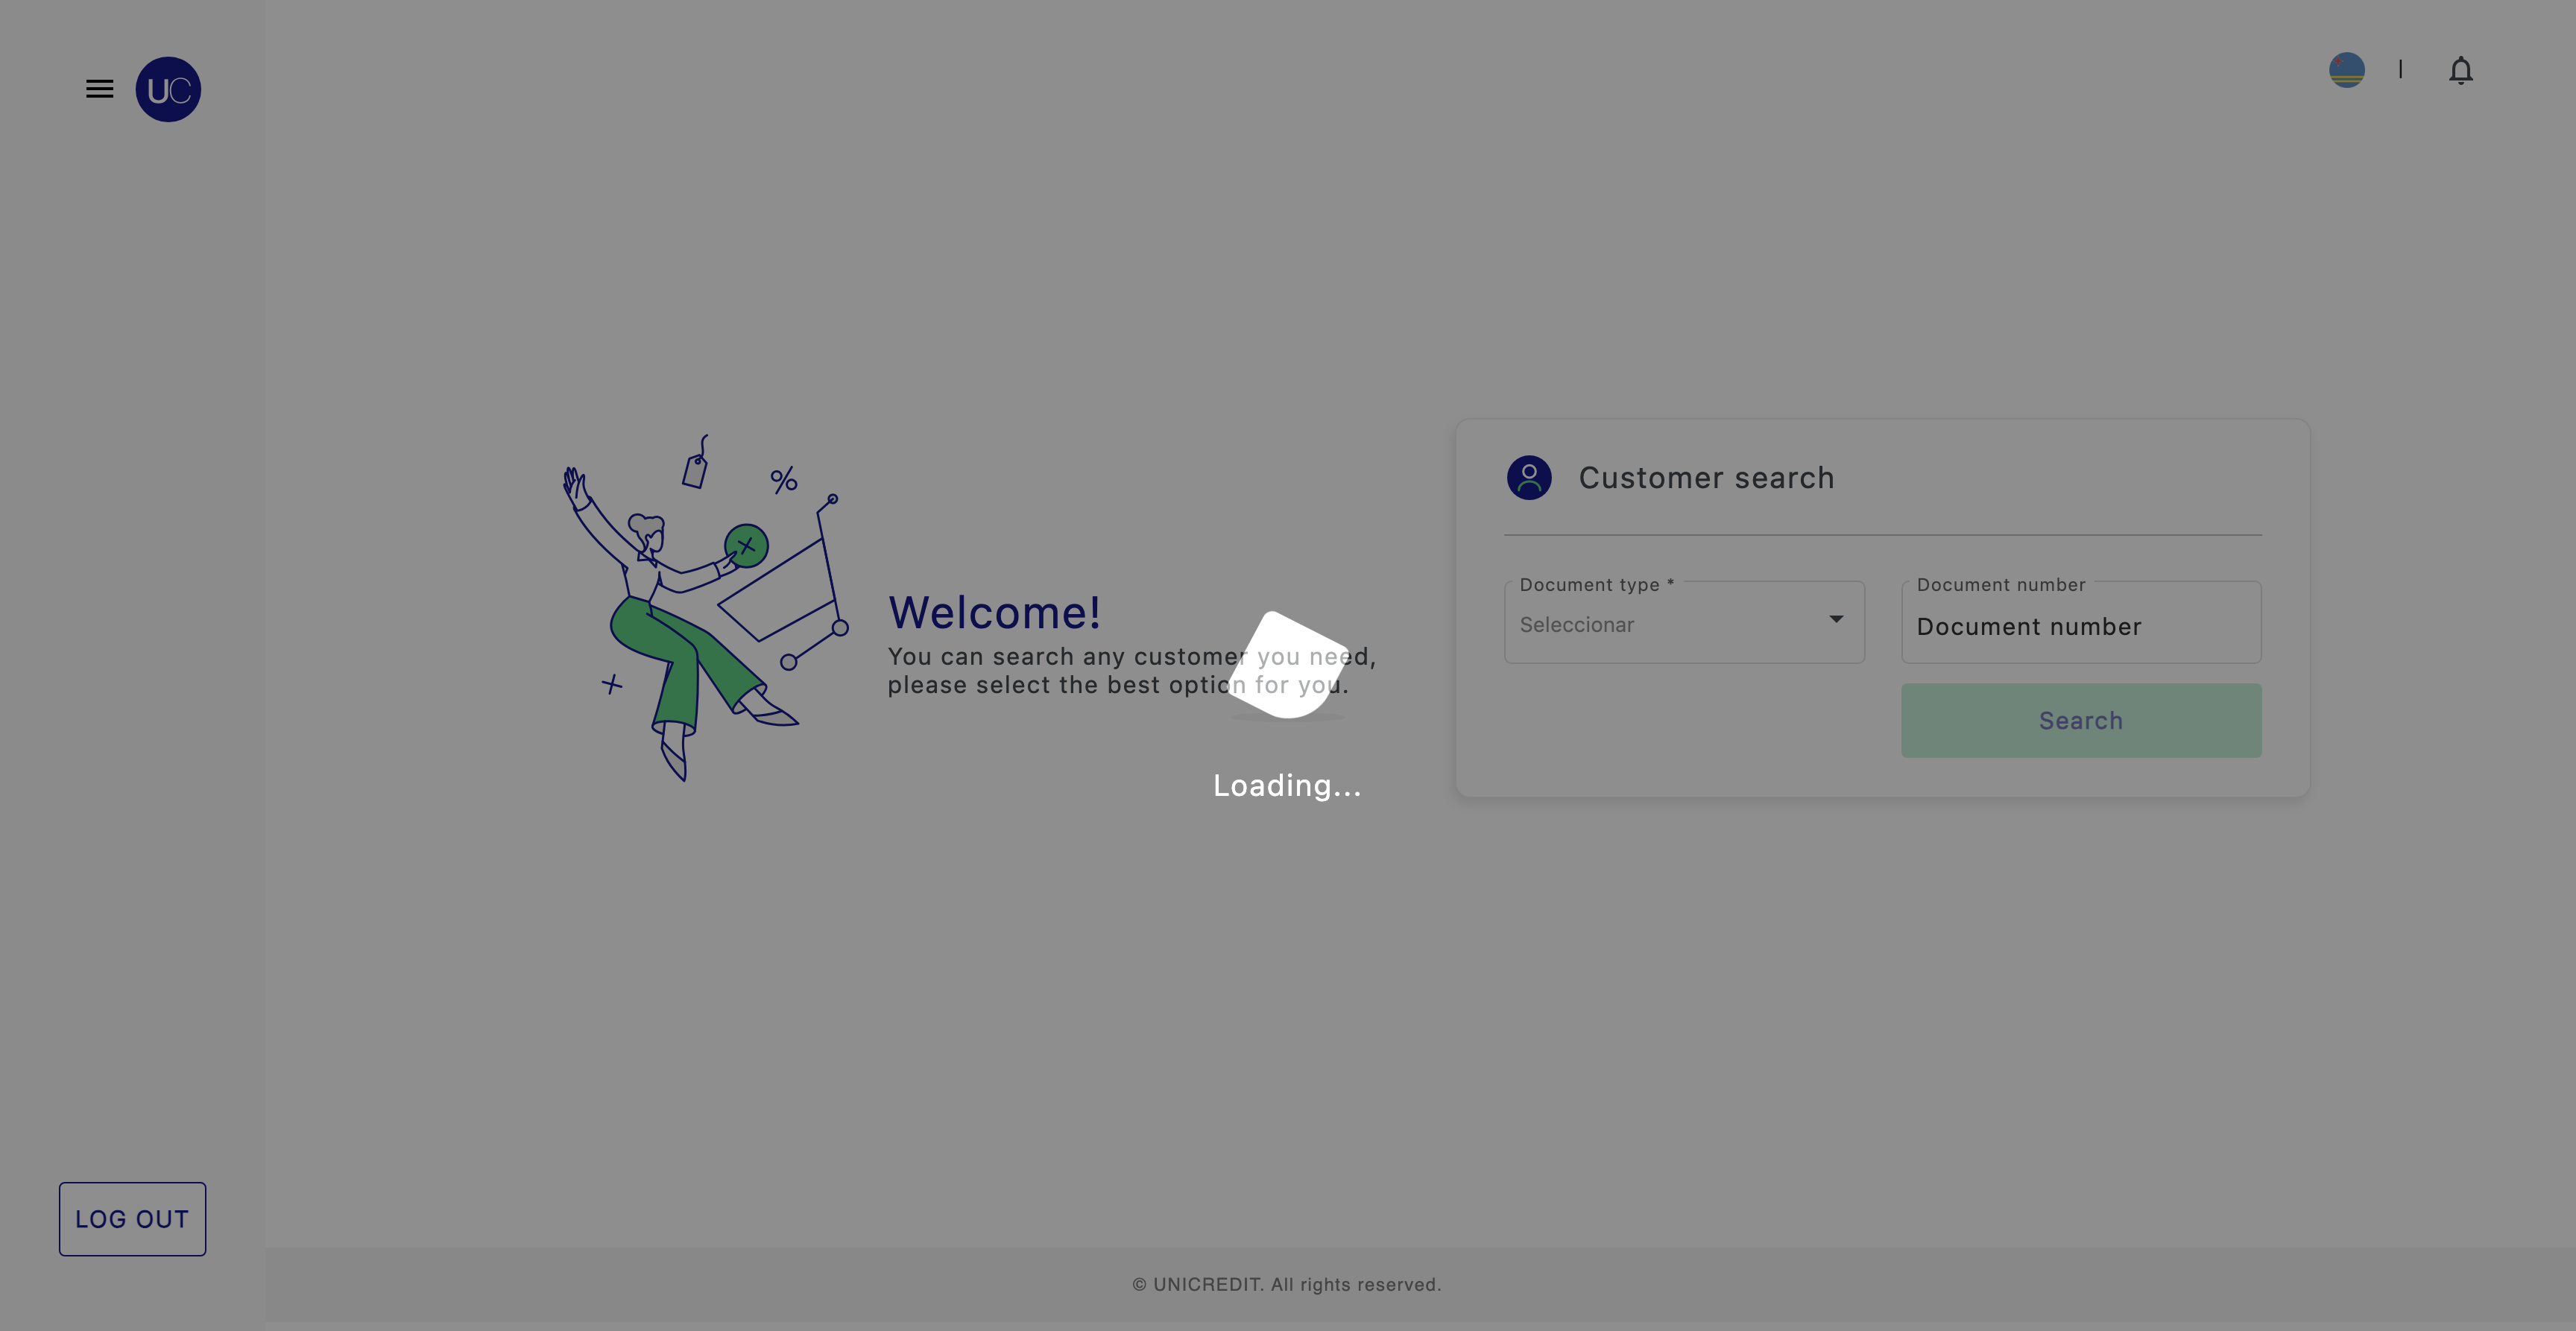 UC
Welcome!
You can search any customer you need,
please select the best option for you.
Loading...
Customer search
Document type *
Seleccionar
Document number
Document number
Search
LOG OUT
© UNICREDIT. All rights reserved.